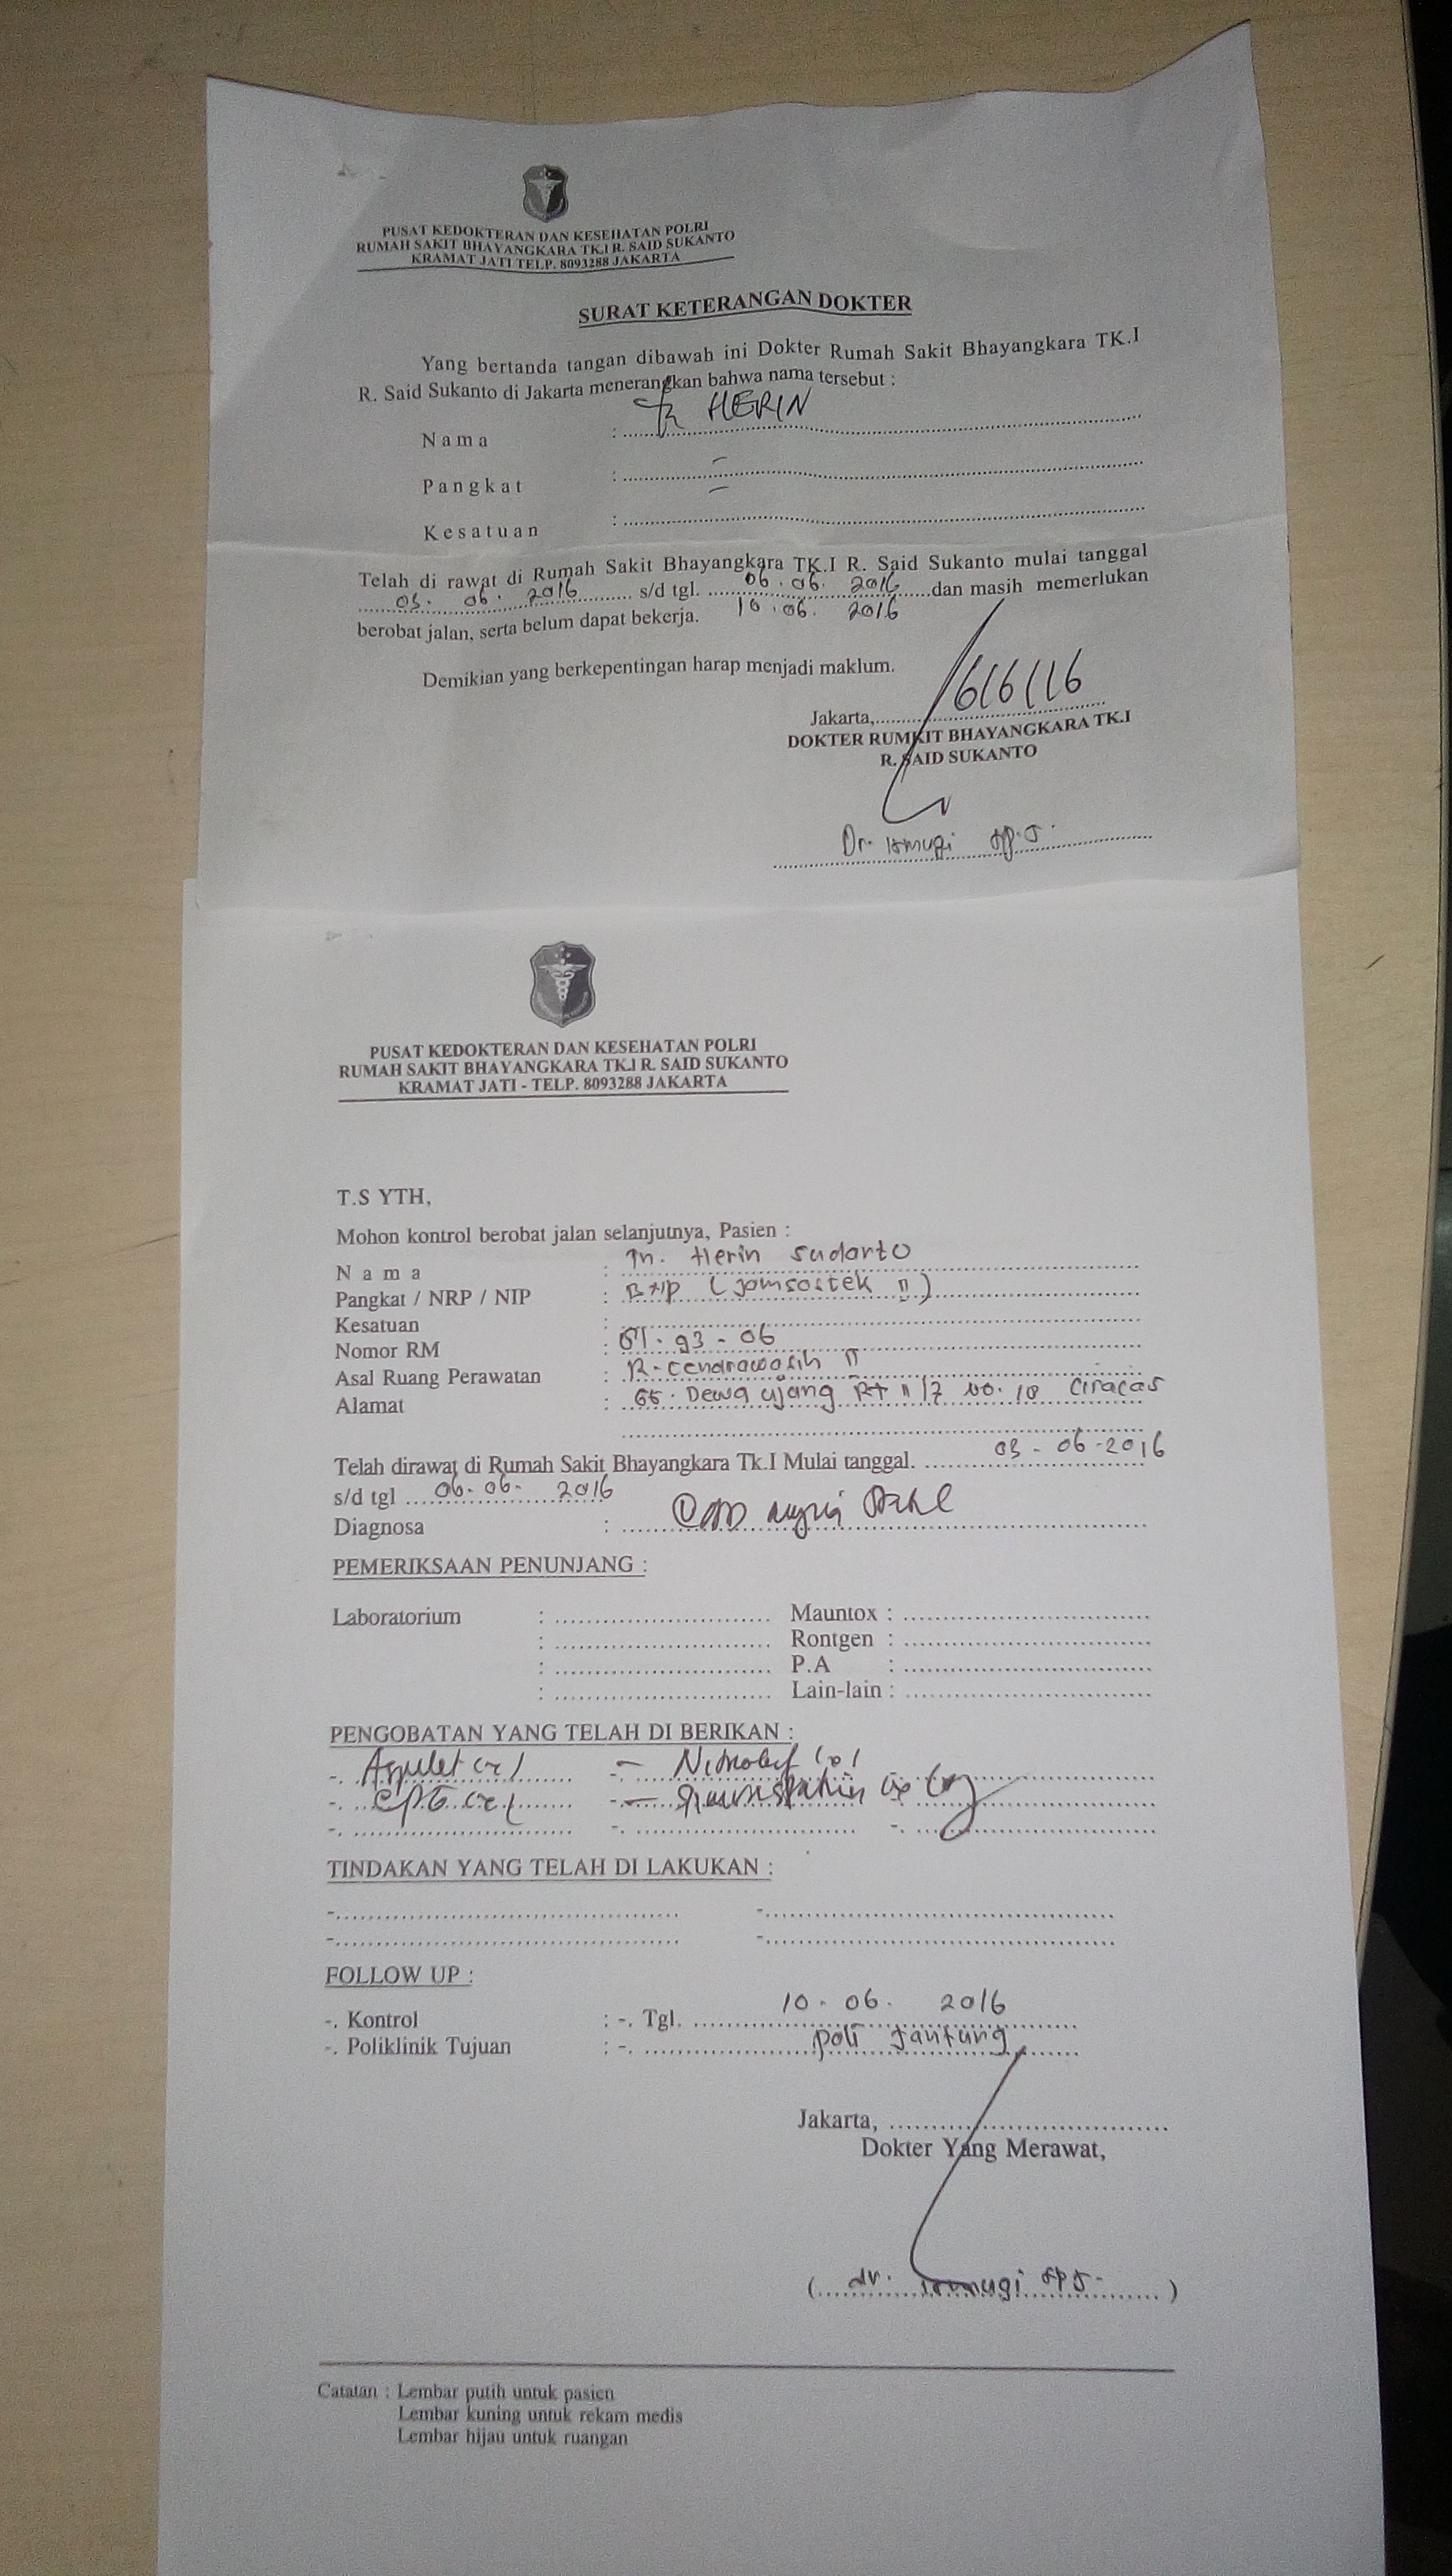 PUSAT KEDOKTERAN DAN KESEHATAN POLRI
RUMAH SAKIT BHAYANGKARA TK.I R. SAID SUKANTO
KRAMAT JATI TELP. 8093288 JAKARTA
SURAT KETERANGAN DOKTER
Yang bertanda tangan dibawah ini Dokter Rumah Sakit Bhayangkara TK.I
R. Said Sukanto di Jakarta menerangkan bahwa nama tersebut :
Nama : HERIN
Pangkat : -
Kesatuan : -
Telah di rawat di Rumah Sakit Bhayangkara TK.I R. Said Sukanto mulai tanggal
03. 06. 2016 s/d tgl. 06. 06. 2016 dan masih memerlukan
berobat jalan, serta belum dapat bekerja. 10. 06. 2016
Demikian yang berkepentingan harap menjadi maklum.
Jakarta, 6/6/16
DOKTER RUMKIT BHAYANGKARA TK.I
R. SAID SUKANTO
Dr. Ismugi Sp.J
PUSAT KEDOKTERAN DAN KESEHATAN POLRI
RUMAH SAKIT BHAYANGKARA TK.I R. SAID SUKANTO
KRAMAT JATI - TELP. 8093288 JAKARTA
T.S YTH,
Mohon kontrol berobat jalan selanjutnya, Pasien :
Nama : Tn. Herin Sudarto
Pangkat / NRP / NIP : (Jamsostek II)
Kesatuan :
Nomor RM : 93 - 06
Asal Ruang Perawatan : R. Cendrawasih II
Alamat : GG. Dewa Ujang Rt 11/7 No. 10 Ciracas
Telah dirawat di Rumah Sakit Bhayangkara Tk.I Mulai tanggal. 03 - 06 - 2016
s/d tgl 06. 06. 2016
Diagnosa : CAD
PEMERIKSAAN PENUNJANG :
Laboratorium : Mauntox :
: Rontgen :
: P.A :
: Lain-lain :
PENGOBATAN YANG TELAH DI BERIKAN :
-. Aspilet - 
-. CPG -
-. -. -.
TINDAKAN YANG TELAH DI LAKUKAN :
- -
- -
FOLLOW UP :
-. Kontrol : -. Tgl. 10. 06. 2016
-. Poliklinik Tujuan : -. Poli Jantung
Jakarta,
Dokter Yang Merawat,
( dr. Ismugi SpJ )
Catatan : Lembar putih untuk pasien
Lembar kuning untuk rekam medis
Lembar hijau untuk ruangan